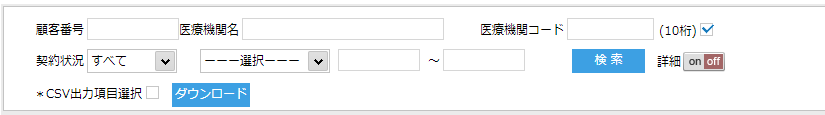 顧客番号 医療機関名 医療機関コード (10桁)
契約状況 すべて ーーー選択ーーー ～ 検 索 詳細 on off
＊CSV出力項目選択 ダウンロード